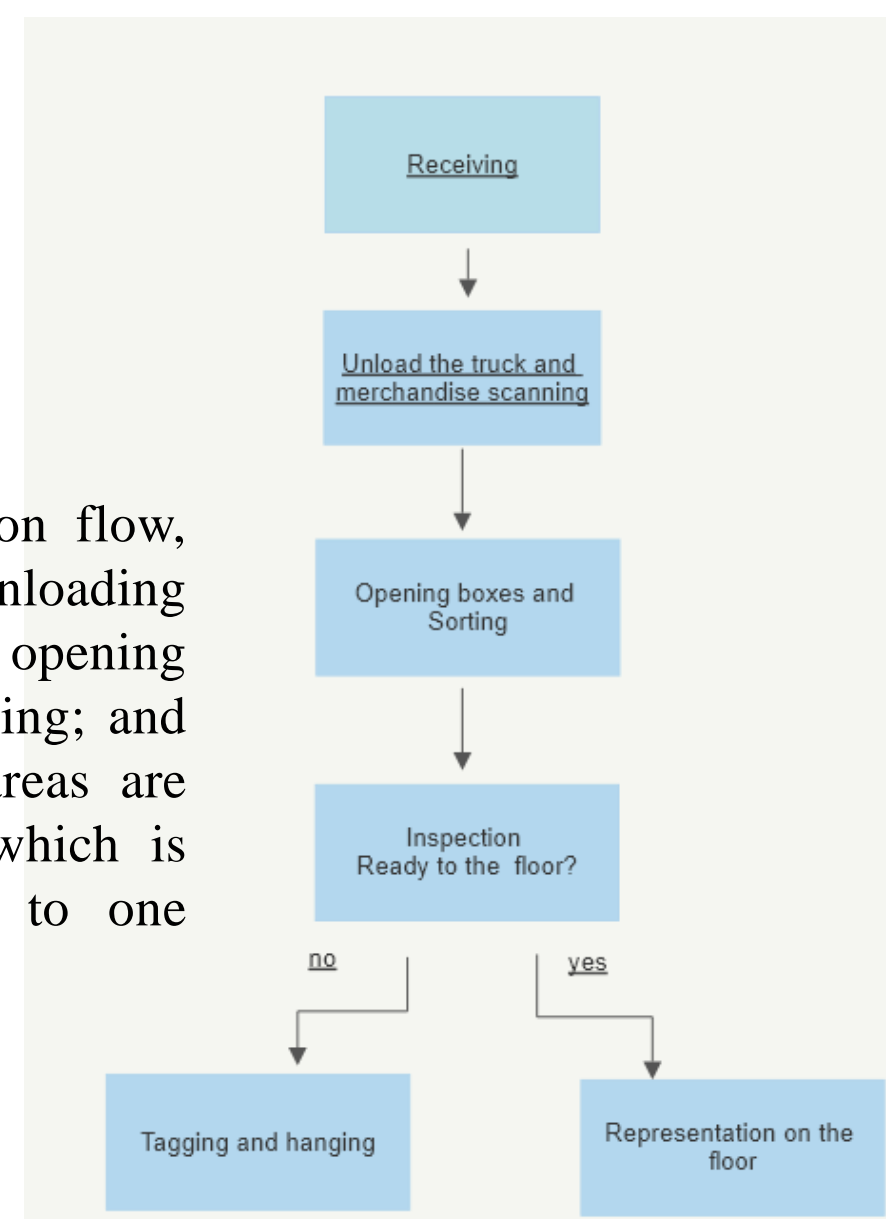 Receiving
Unload the truck and
merchandise scanning
on flow,
nloading
opening
ing; and
reas are
which is
to one
Opening boxes and
Sorting
Inspection
Ready to the floor?
no
yes
Tagging and hanging
Representation on the
floor